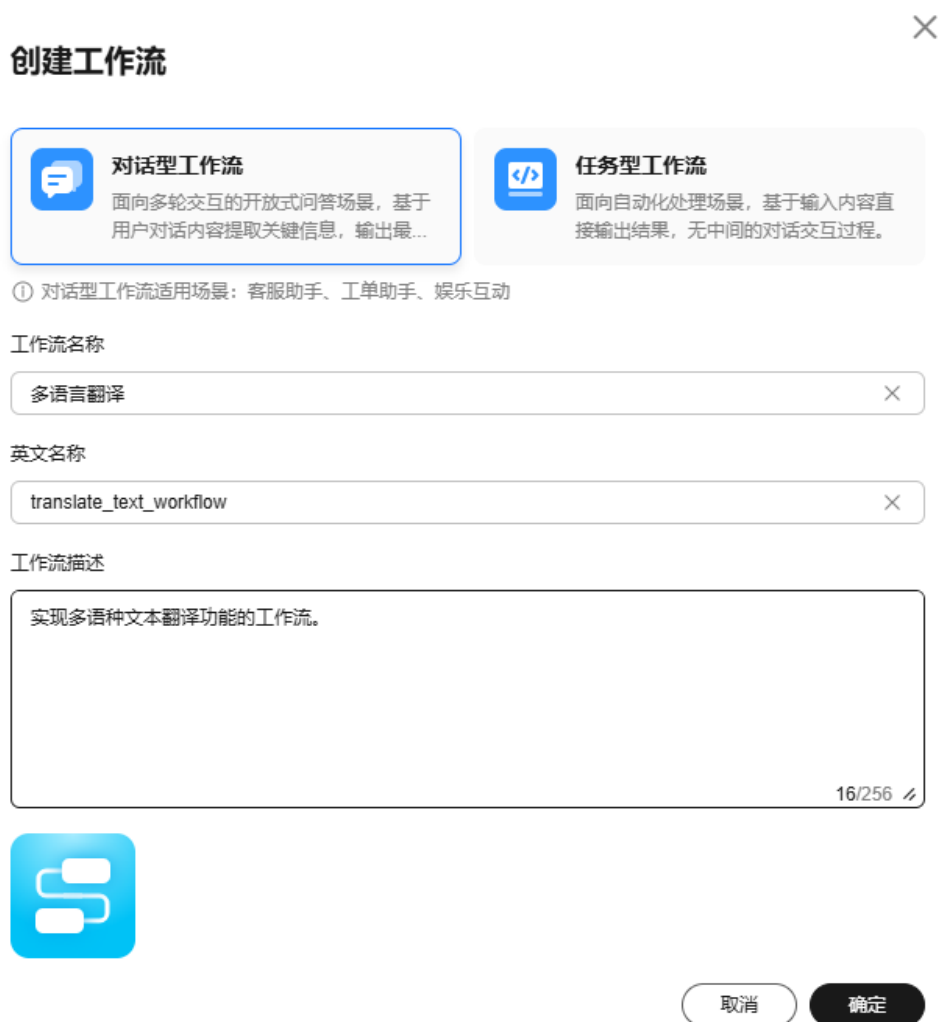 创建工作流
对话型工作流
面向多轮交互的开放式问答场景，基于
用户对话内容提取关键信息，输出最...
任务型工作流
面向自动化处理场景，基于输入内容直
接输出结果，无中间的对话交互过程。
对话型工作流适用场景：客服助手、工单助手、娱乐互动
工作流名称
多语言翻译
英文名称
translate_text_workflow
工作流描述
实现多语种文本翻译功能的工作流。
16/256
取消
确定